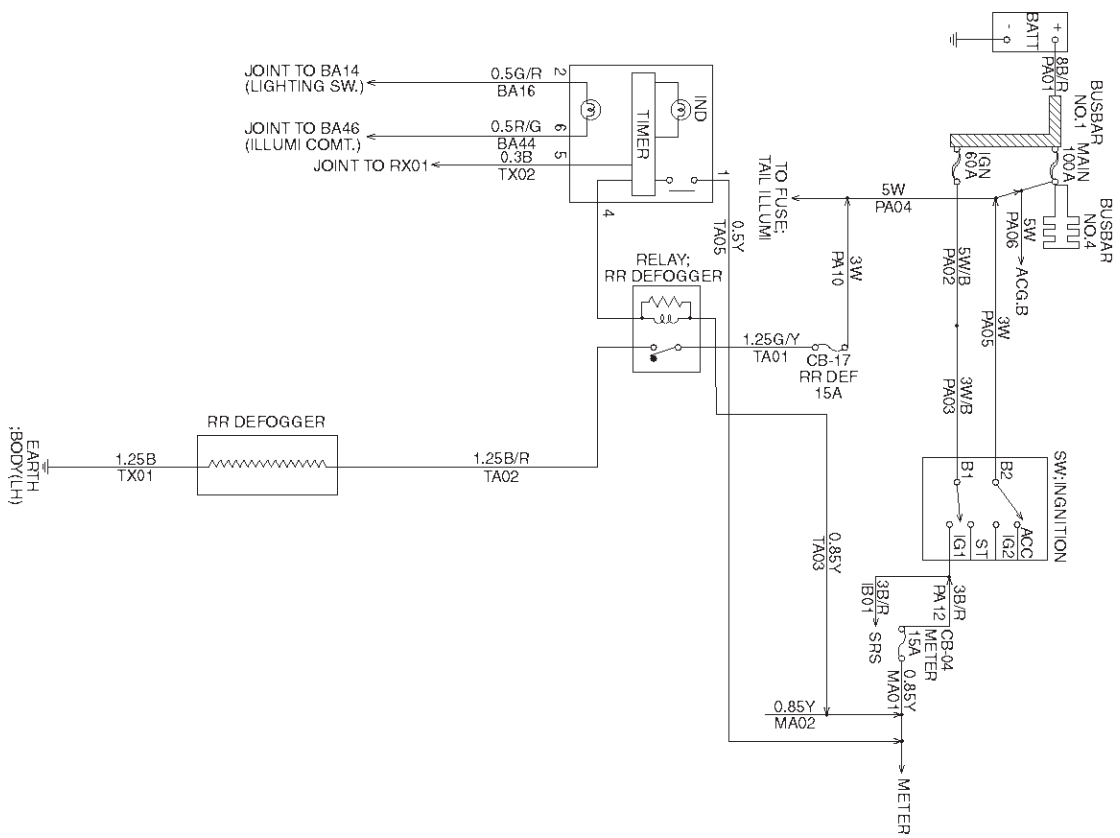 JOINT TO BA14
(LIGHTING SW.)
0.5G/R
BA16
2
JOINT TO BA46
(ILLUMI COMT.)
0.5R/G
BA44
6
JOINT TO RX01
0.3B
TX02
5
IND
TIMER
1
4
0.5Y
TA05
TO FUSE;
TAIL ILLUMI
5W
PA04
3W
PA10
BATT
+
-
8B/R
PA01
BUSBAR
NO.1
MAIN
100A
IGN
60A
BUSBAR
NO.4
5W
PA06
ACG.B
5W/B
PA02
3W
PA05
3W/B
PA03
RELAY;
RR DEFOGGER
1.25G/Y
TA01
CB-17
RR DEF
15A
RR DEFOGGER
EARTH
;BODY(LH)
1.25B
TX01
1.25B/R
TA02
0.85Y
TA03
SW;INGNITION
B1
B2
IG1
ST
IG2
ACC
3B/R
IB01
SRS
3B/R
PA12
CB-04
METER
15A
0.85Y
MA01
0.85Y
MA02
METER